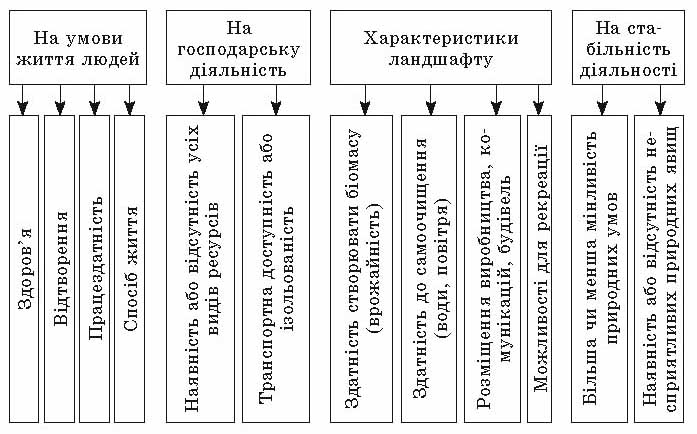 На умови
життя людей
Здоров’я
Відтворення
Працездатність
Спосіб життя
На
господарську
діяльність
Наявність або відсутність усіх
видів ресурсів
Транспортна доступність або
ізольованість
Характеристики
ландшафту
Здатність створювати біомасу
(врожайність)
Здатність до самоочищення
(води, повітря)
Розміщення виробництва, ко-
мунікацій, будівель
Можливості для рекреації
На ста-
більність
діяльності
Більша чи менша мінливість
природних умов
Наявність або відсутність не-
сприятливих природних явищ